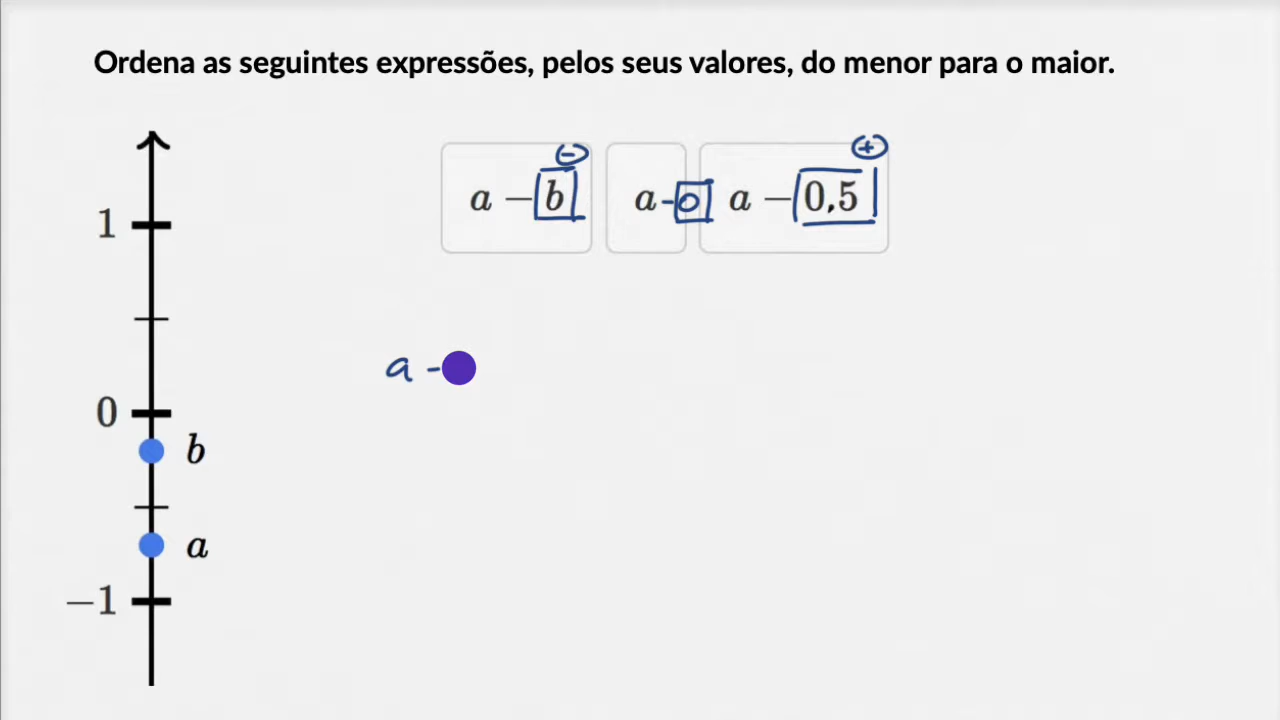 Ordena as seguintes expressões, pelos seus valores, do menor para o maior.
- +
a - b a-0 a - 0,5
1
a -
0
b
a
-1